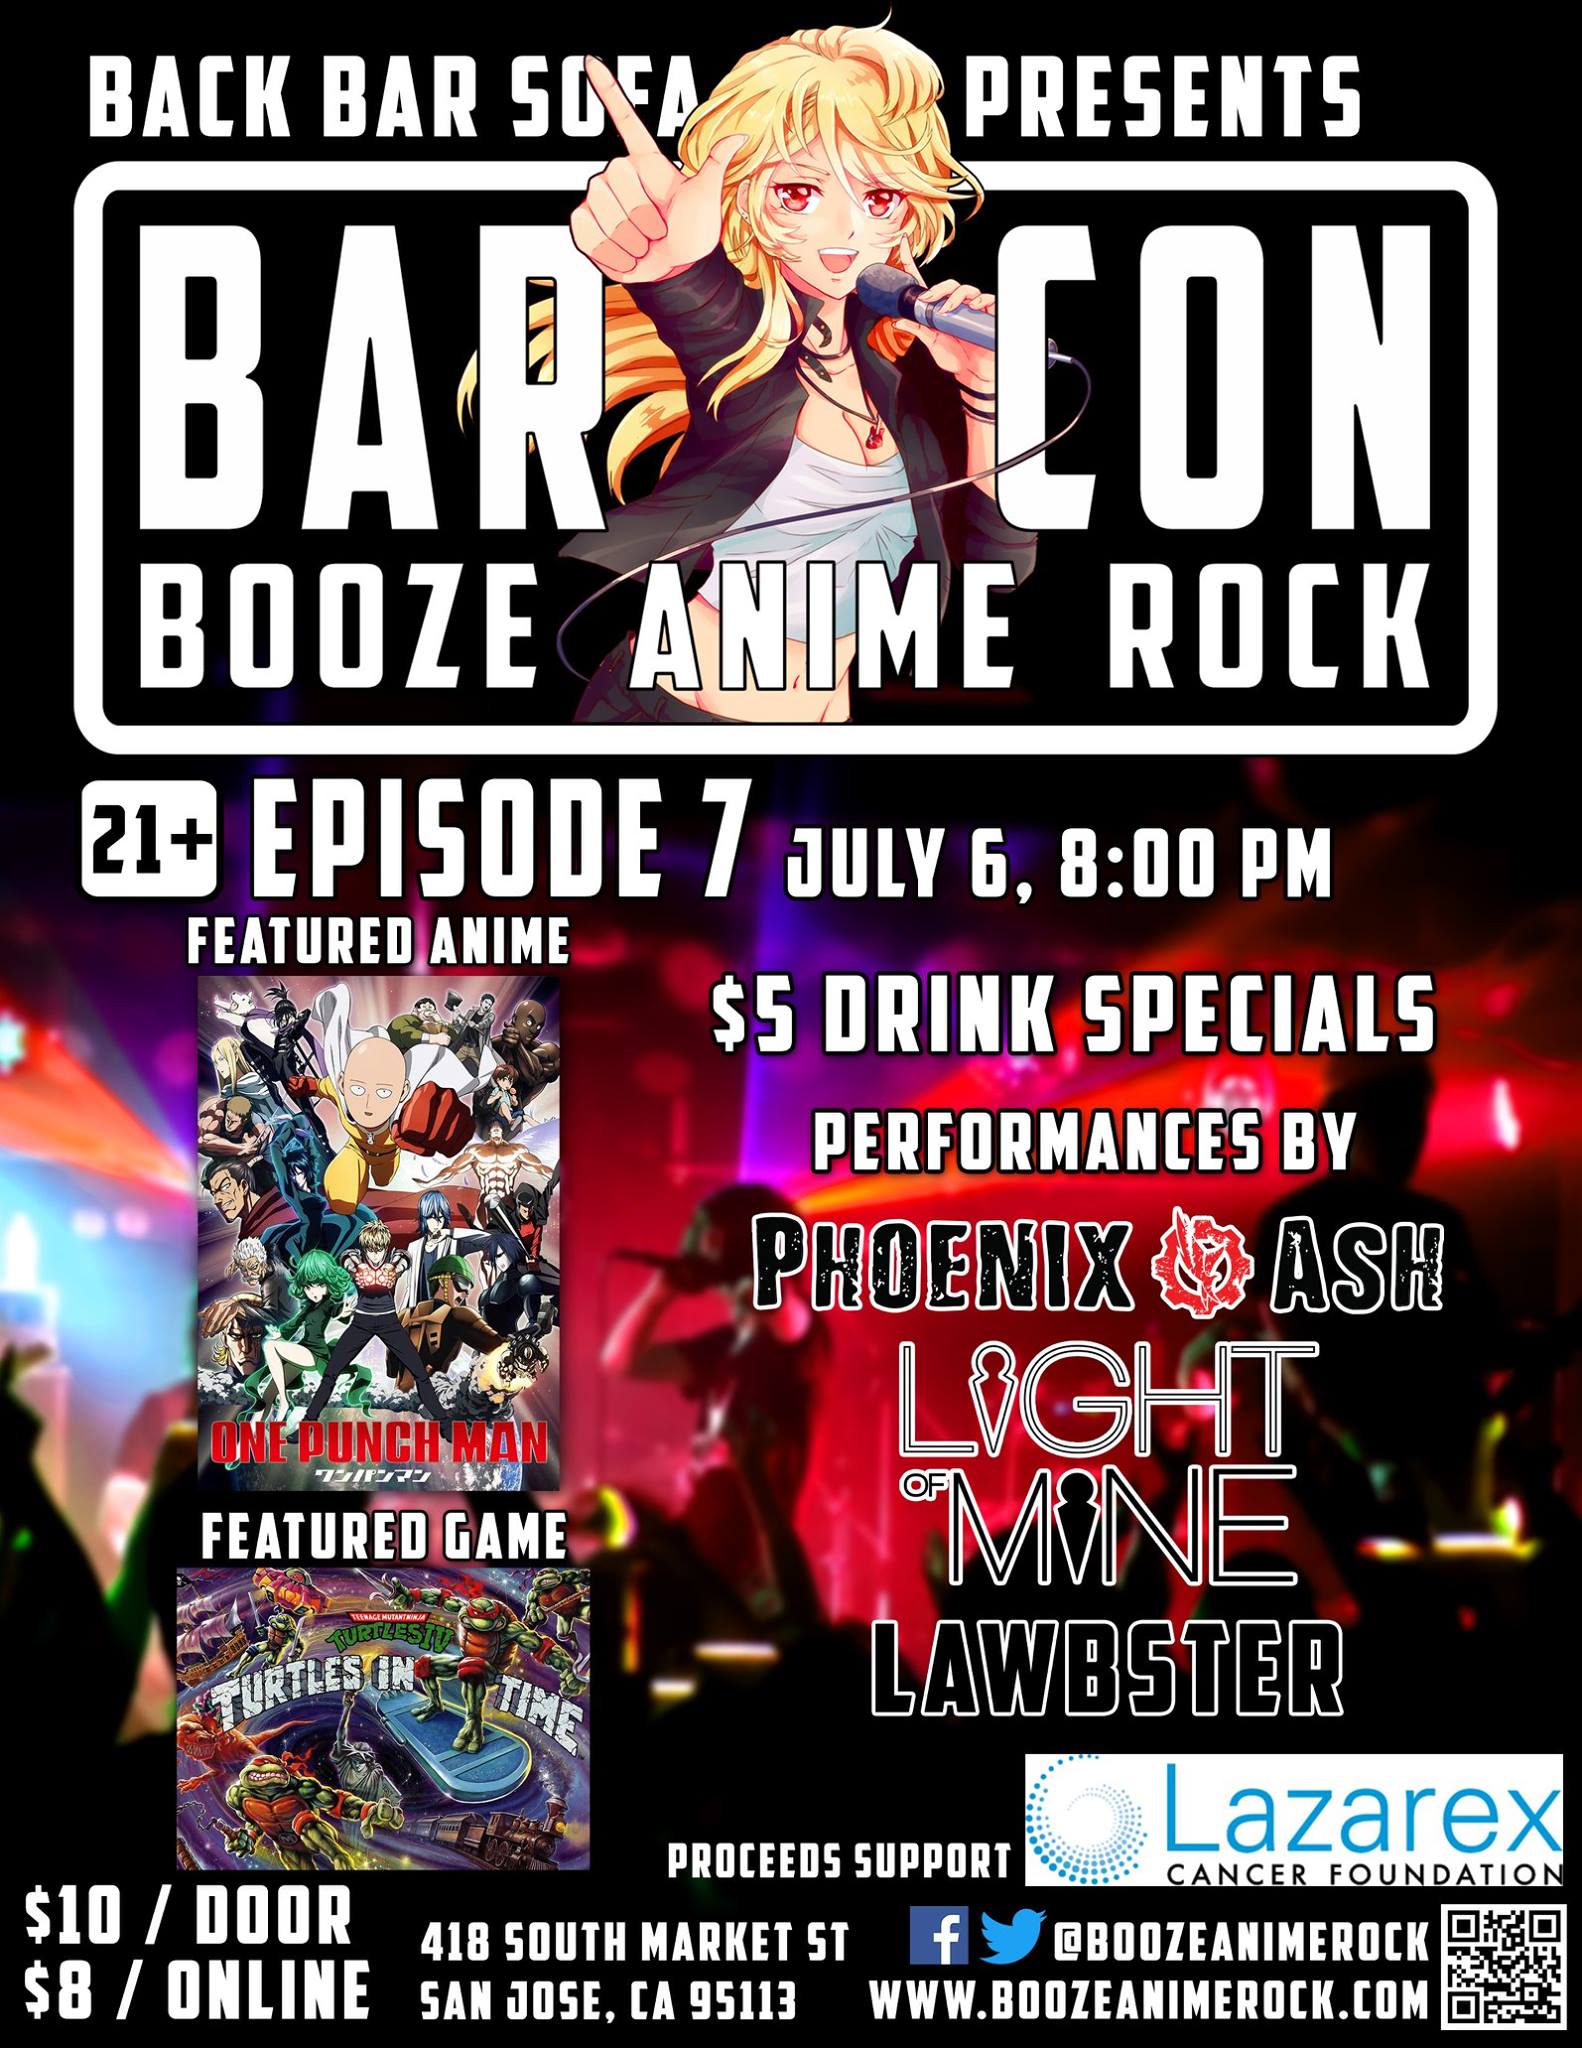 BACK BAR SOFA PRESENTS
BAR CON
BOOZE ANIME ROCK
21+ EPISODE 7 JULY 6, 8:00 PM
FEATURED ANIME
ONE PUNCH MAN
ワンパンマン
FEATURED GAME
TEENAGE MUTANT NINJA
TURTLES IV
TURTLES IN TIME
$5 DRINK SPECIALS
PERFORMANCES BY
PHOENIX ASH
LIGHT
OF MINE
LAWBSTER
PROCEEDS SUPPORT
Lazarex
CANCER FOUNDATION
$10 / DOOR
$8 / ONLINE
418 SOUTH MARKET ST
SAN JOSE, CA 95113
f @BOOZEANIMEROCK
WWW.BOOZEANIMEROCK.COM